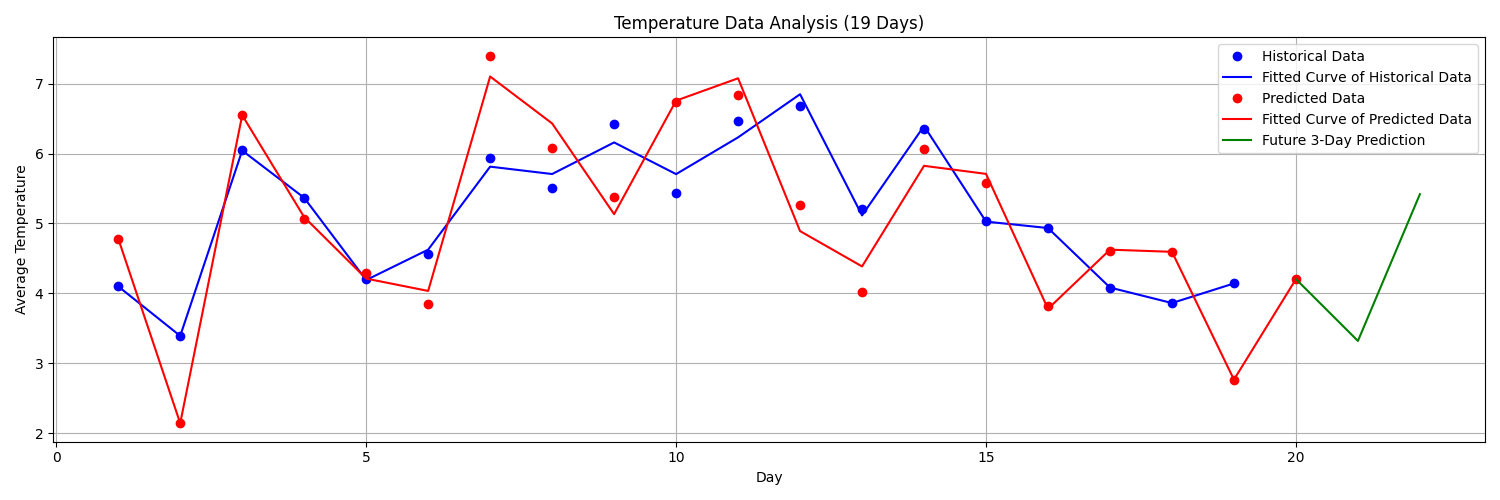 Temperature Data Analysis (19 Days)
Historical Data
Fitted Curve of Historical Data
Predicted Data
Fitted Curve of Predicted Data
Future 3-Day Prediction
Average Temperature
7
6
5
4
3
2
0 5 10 15 20
Day